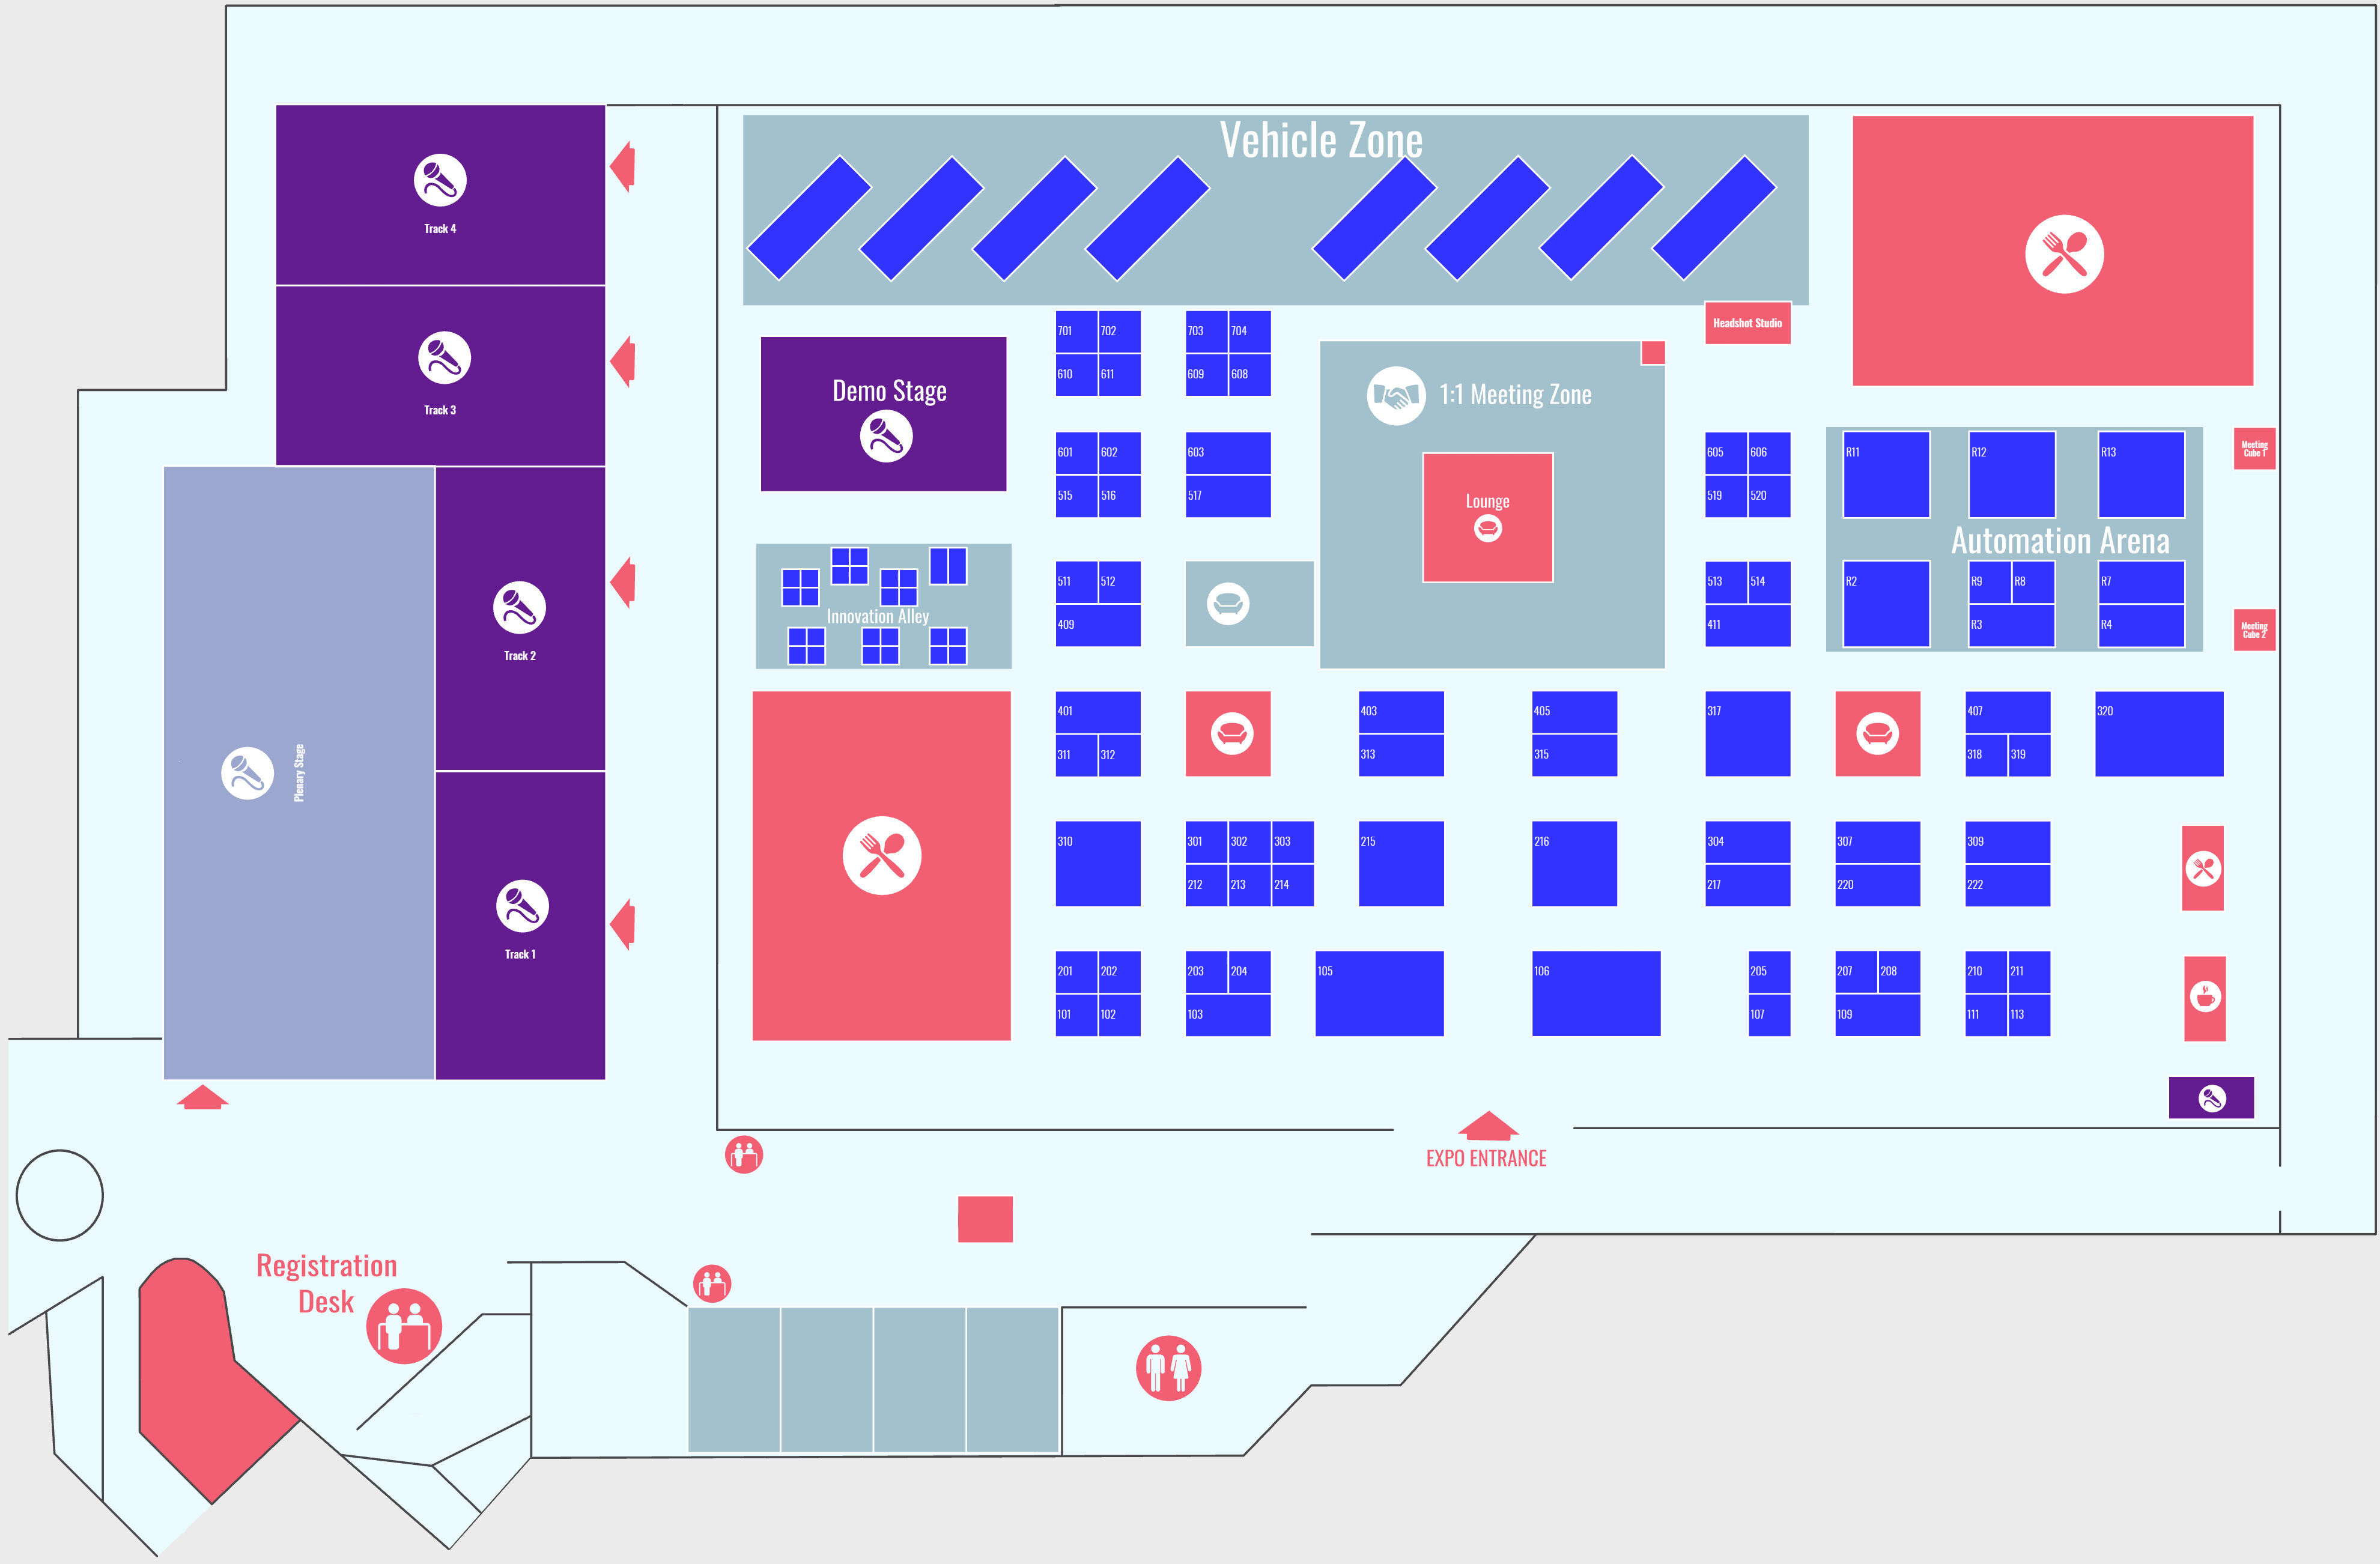 Vehicle Zone
Track 4
Headshot Studio
701 702 703 704
610 611 609 608
Demo Stage
1:1 Meeting Zone
Track 3
601 602 603
515 516 517
605 606
519 520
R11 R12 R13
Meeting
Cube 1
Lounge
Automation Arena
511 512
409
513 514
411
R2 R9 R8 R7
R3 R4
Innovation Alley
Meeting
Cube 2
Track 2
401 403 405 317 407 320
311 312 313 315 318 319
Plenary Stage
310 301 302 303 215 216 304 307 309
212 213 214 217 220 222
Track 1
201 202 203 204 105 106 205 207 208 210 211
101 102 103 107 109 111 113
EXPO ENTRANCE
Registration
Desk